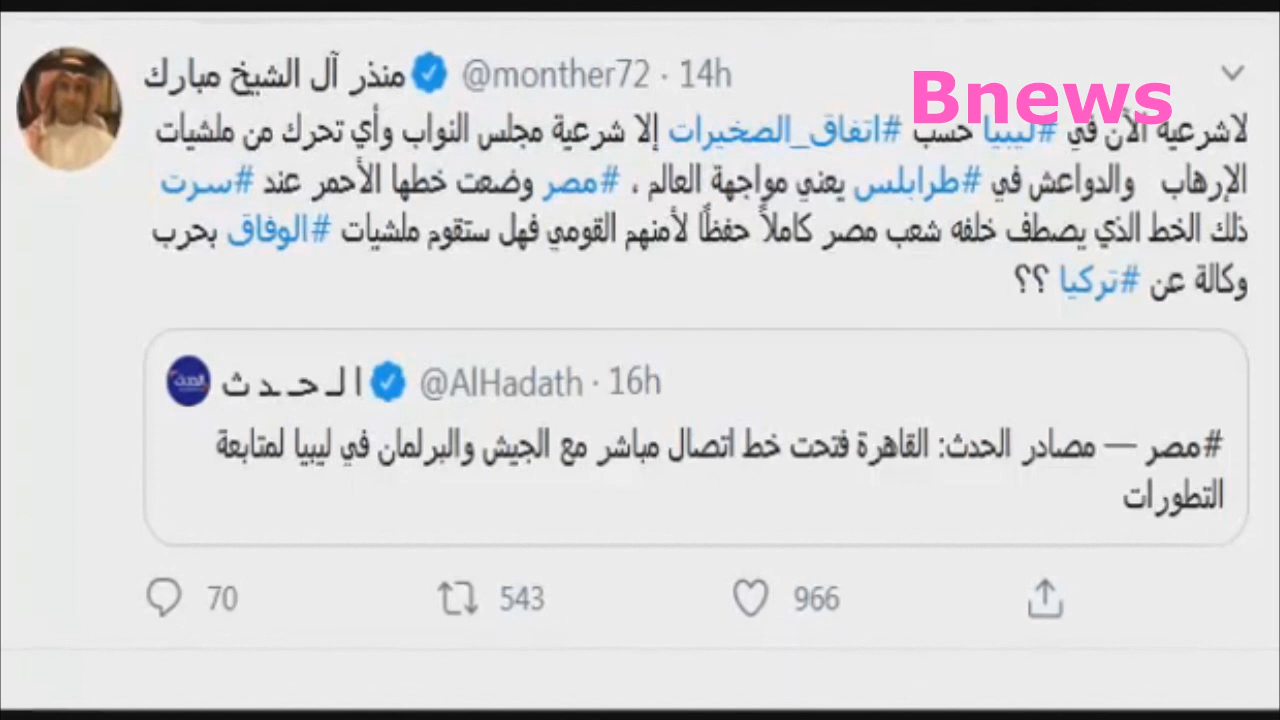 منذر آل الشيخ مبارك @monther72 · 14h
Bnews
لاشرعية الآن في #ليبيا حسب #اتفاق_الصخيرات إلا شرعية مجلس النواب وأي تحرك من ملشيات
الإرهاب والدواعش في #طرابلس يعني مواجهة العالم ، #مصر وضعت خطها الأحمر عند #سرت
ذلك الخط الذي يصطف خلفه شعب مصر كاملاً حفظًا لأمنهم القومي فهل ستقوم ملشيات #الوفاق بحرب
وكالة عن #تركيا ؟؟
الـحـدث @AlHadath · 16h
#مصر — مصادر الحدث: القاهرة فتحت خط اتصال مباشر مع الجيش والبرلمان في ليبيا لمتابعة
التطورات
70 543 966